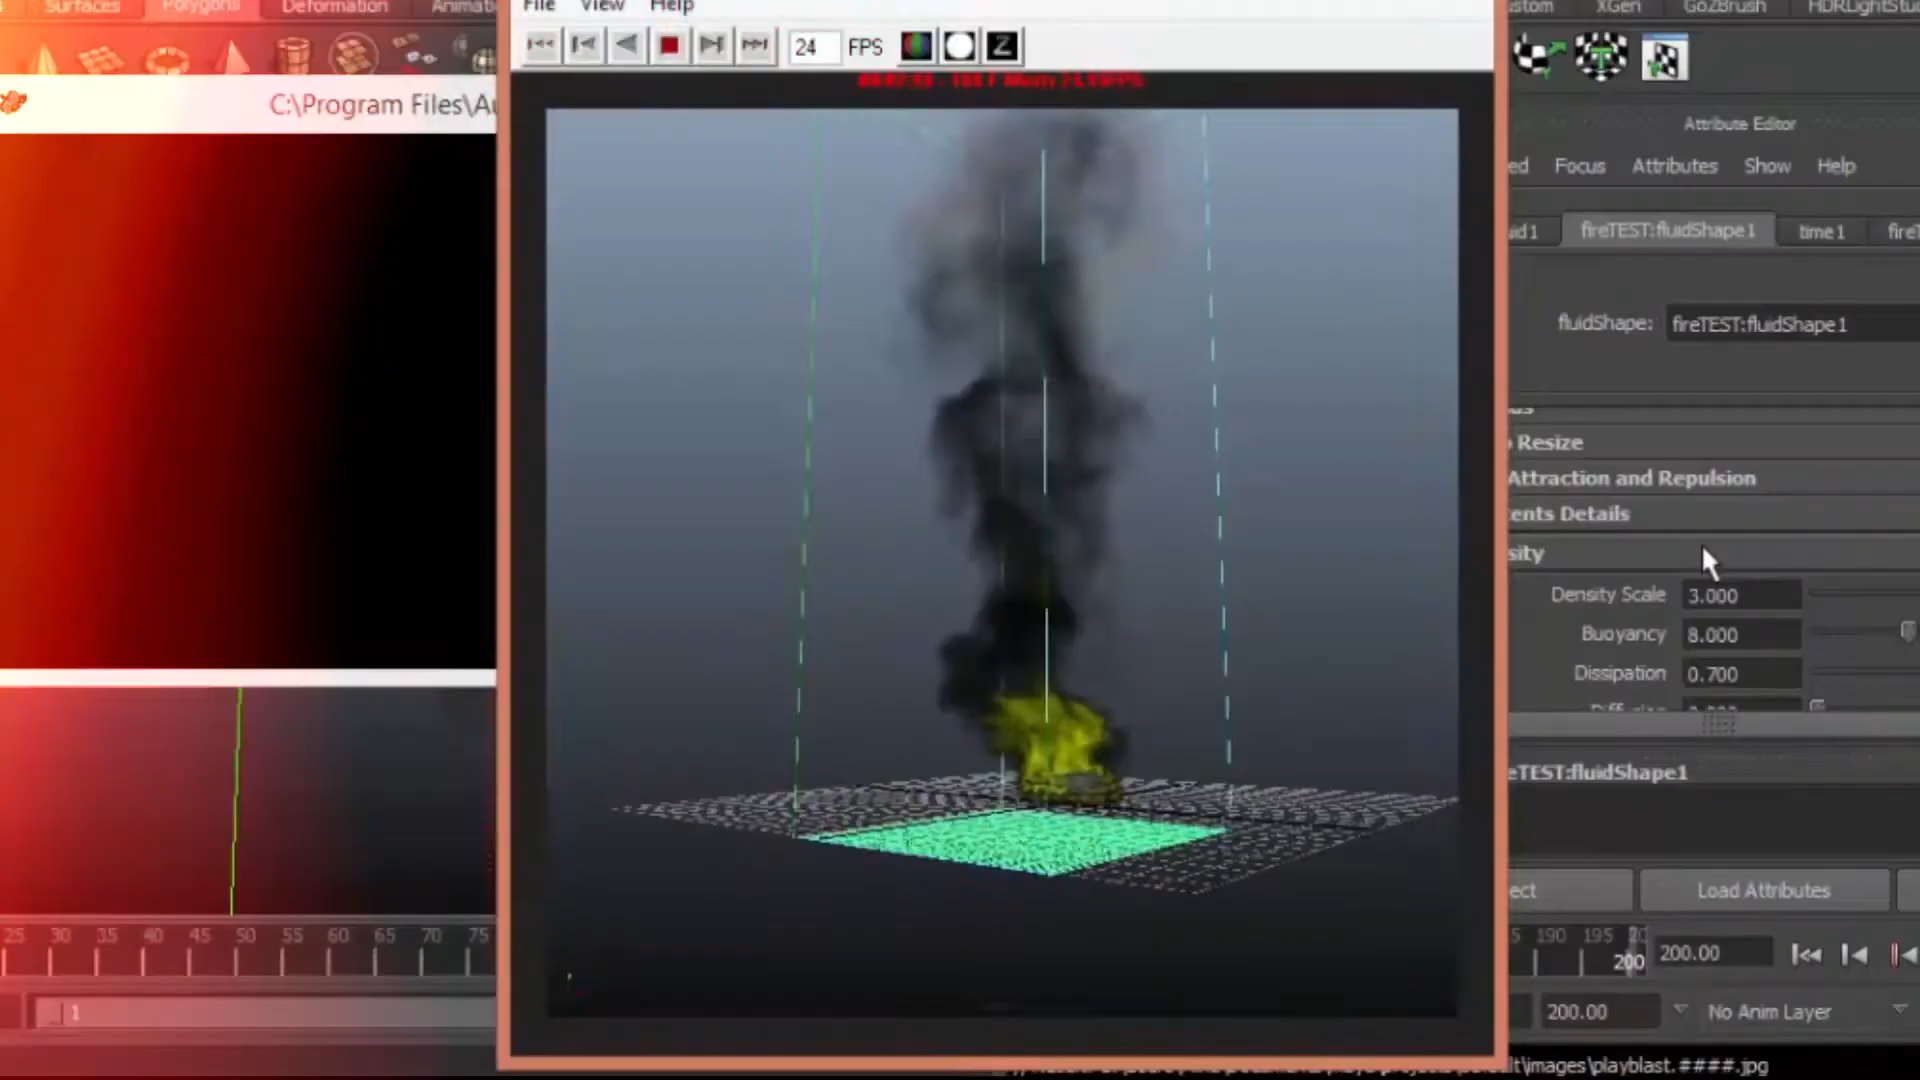 Surfaces Polygons Deformation
File View Help
XGen GoZBrush
24 FPS
C:\Program Files\Au
Attribute Editor
Focus Attributes Show Help
fireTEST:fluidShape1 time1
fluidShape: fireTEST:fluidShape1
Resize
Attraction and Repulsion
Details
Density Scale 3.000
Buoyancy 8.000
Dissipation 0.700
eTEST:fluidShape1
Load Attributes
25 30 35 40 45 50 55 60 65 70 75
190 195
200
200.00
1
200.00
No Anim Layer
\images\playblast.####.jpg